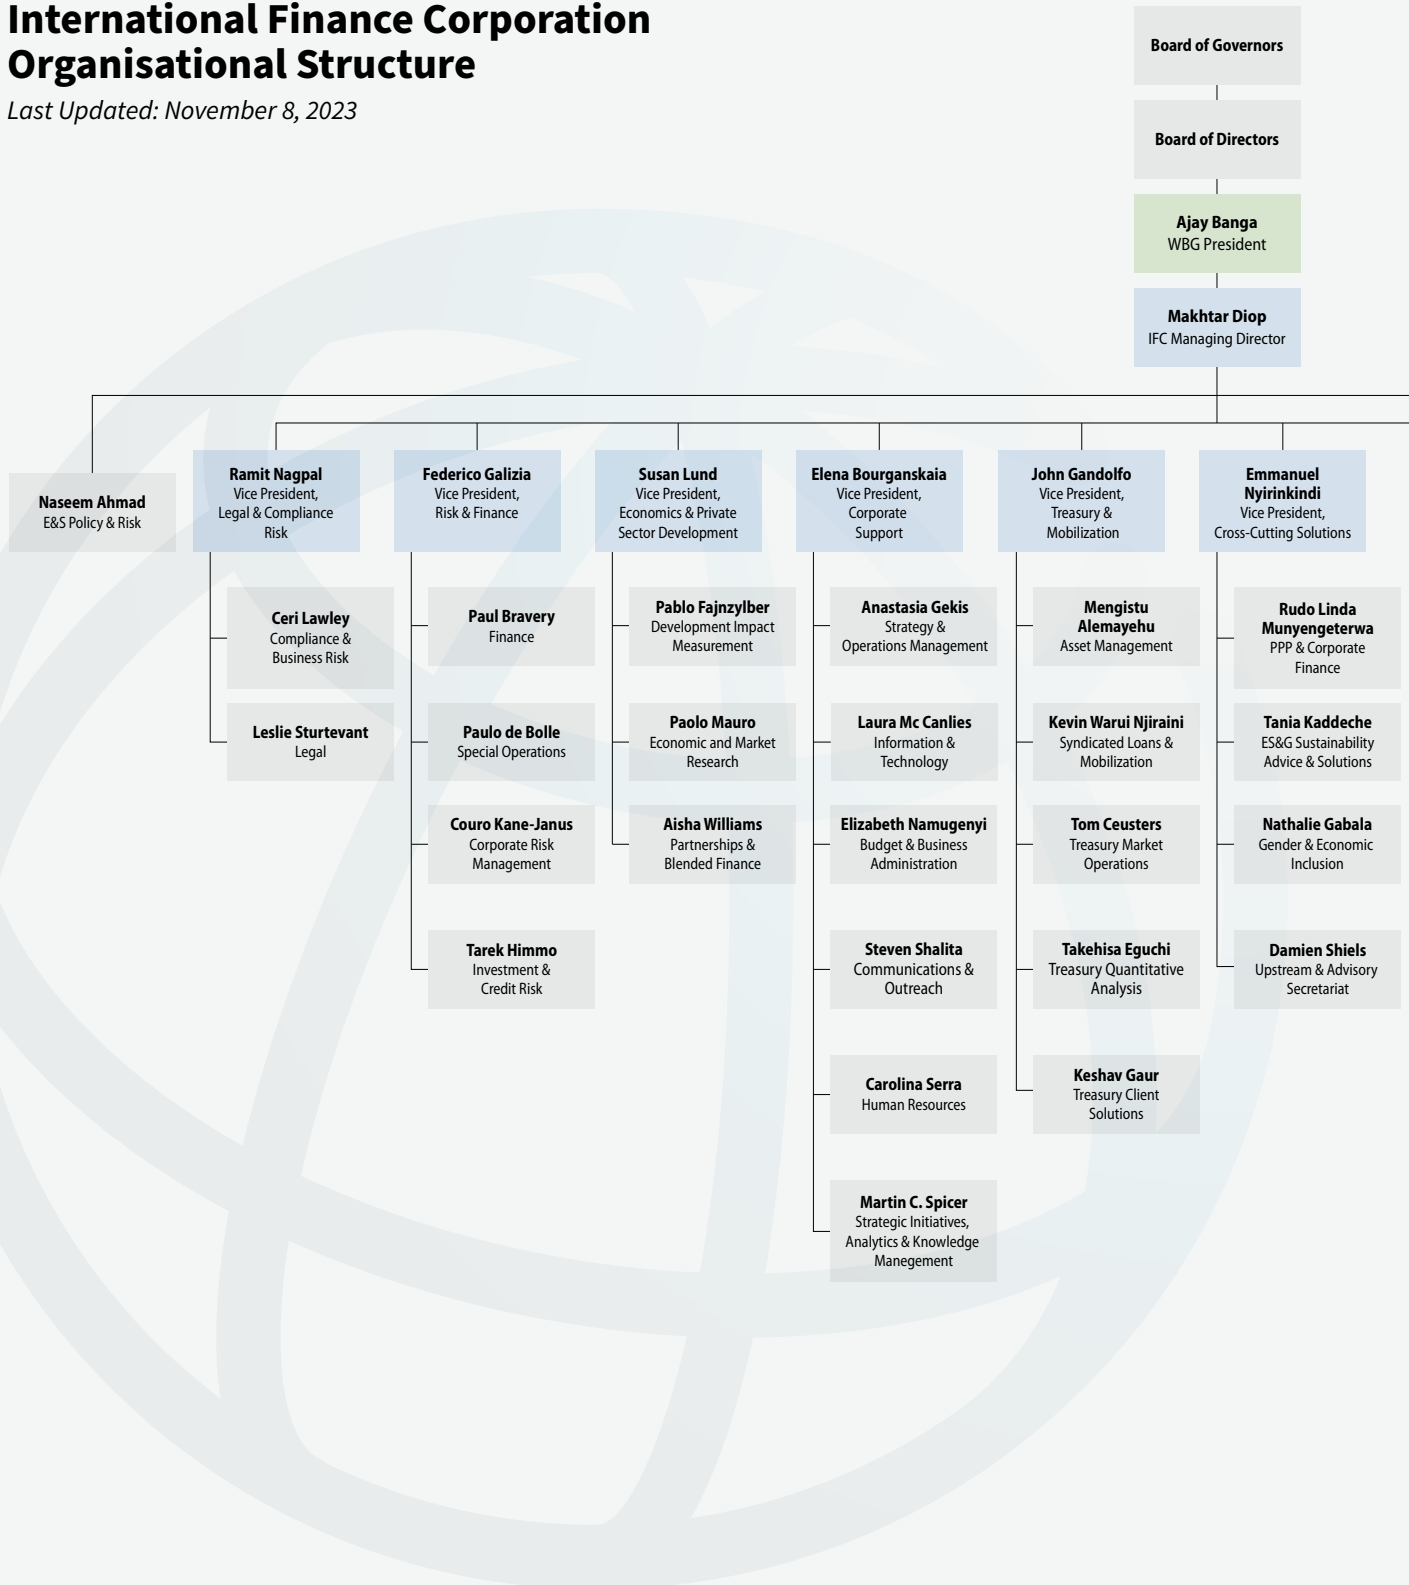 International Finance Corporation
Organisational Structure
Last Updated: November 8, 2023
Board of Governors
Board of Directors
Ajay Banga
WBG President
Makhtar Diop
IFC Managing Director
Naseem Ahmad
E&S Policy & Risk
Ramit Nagpal
Vice President,
Legal & Compliance
Risk
Ceri Lawley
Compliance &
Business Risk
Leslie Sturtevant
Legal
Federico Galizia
Vice President,
Risk & Finance
Paul Bravery
Finance
Paulo de Bolle
Special Operations
Couro Kane-Janus
Corporate Risk
Management
Tarek Himmo
Investment &
Credit Risk
Susan Lund
Vice President,
Economics & Private
Sector Development
Pablo Fajnzylber
Development Impact
Measurement
Paolo Mauro
Economic and Market
Research
Aisha Williams
Partnerships &
Blended Finance
Elena Bourganskaia
Vice President,
Corporate
Support
Anastasia Gekis
Strategy &
Operations Management
Laura Mc Canlies
Information &
Technology
Elizabeth Namugenyi
Budget & Business
Administration
Steven Shalita
Communications &
Outreach
Carolina Serra
Human Resources
Martin C. Spicer
Strategic Initiatives,
Analytics & Knowledge
Manegement
John Gandolfo
Vice President,
Treasury &
Mobilization
Mengistu
Alemayehu
Asset Management
Kevin Warui Njiraini
Syndicated Loans &
Mobilization
Tom Ceusters
Treasury Market
Operations
Takehisa Eguchi
Treasury Quantitative
Analysis
Keshav Gaur
Treasury Client
Solutions
Emmanuel
Nyirinkindi
Vice President,
Cross-Cutting Solutions
Rudo Linda
Munyengeterwa
PPP & Corporate
Finance
Tania Kaddeche
ES&G Sustainability
Advice & Solutions
Nathalie Gabala
Gender & Economic
Inclusion
Damien Shiels
Upstream & Advisory
Secretariat